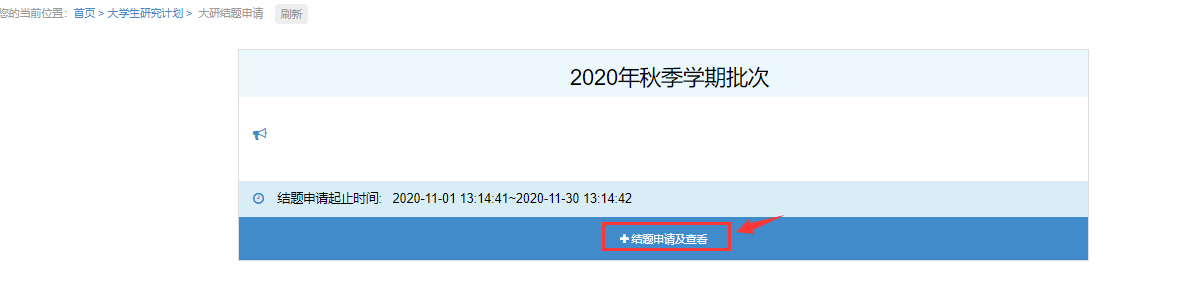 您的当前位置: 首页 > 大学生研究计划 > 大研结题申请 刷新
2020年秋季学期批次
结题申请起止时间: 2020-11-01 13:14:41~2020-11-30 13:14:42
+结题申请及查看